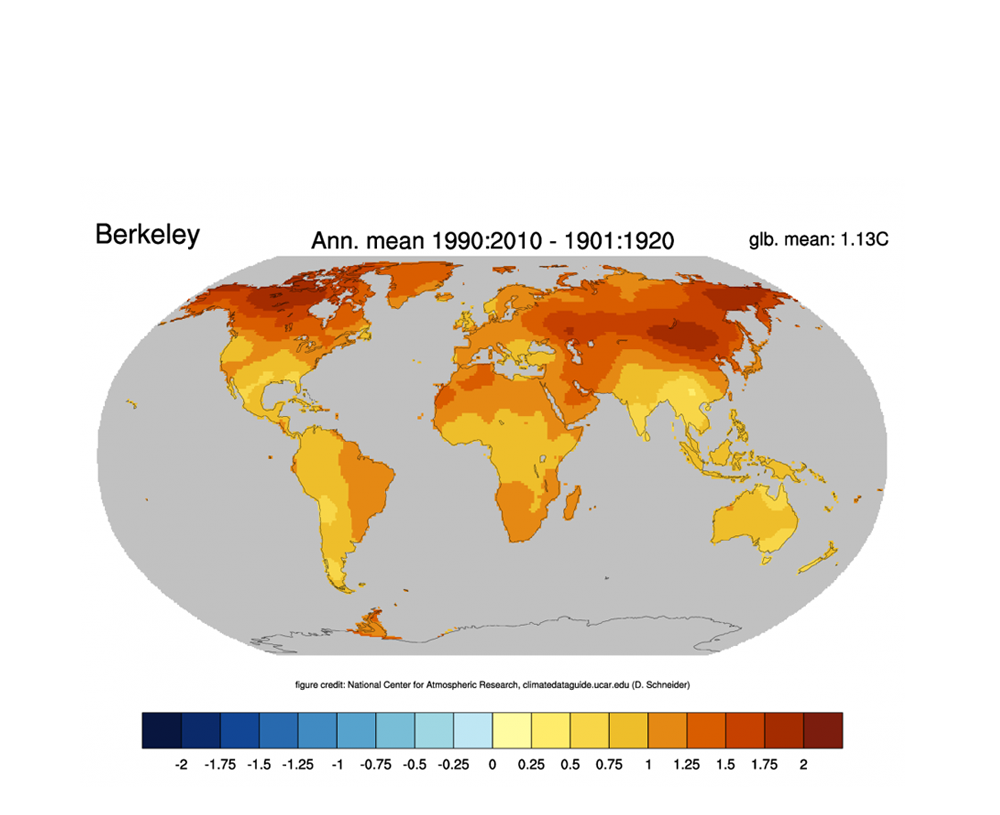 Berkeley
Ann. mean 1990:2010 - 1901:1920
glb. mean: 1.13C
figure credit: National Center for Atmospheric Research, climatedataguide.ucar.edu (D. Schneider)
-2 -1.75 -1.5 -1.25 -1 -0.75 -0.5 -0.25 0 0.25 0.5 0.75 1 1.25 1.5 1.75 2